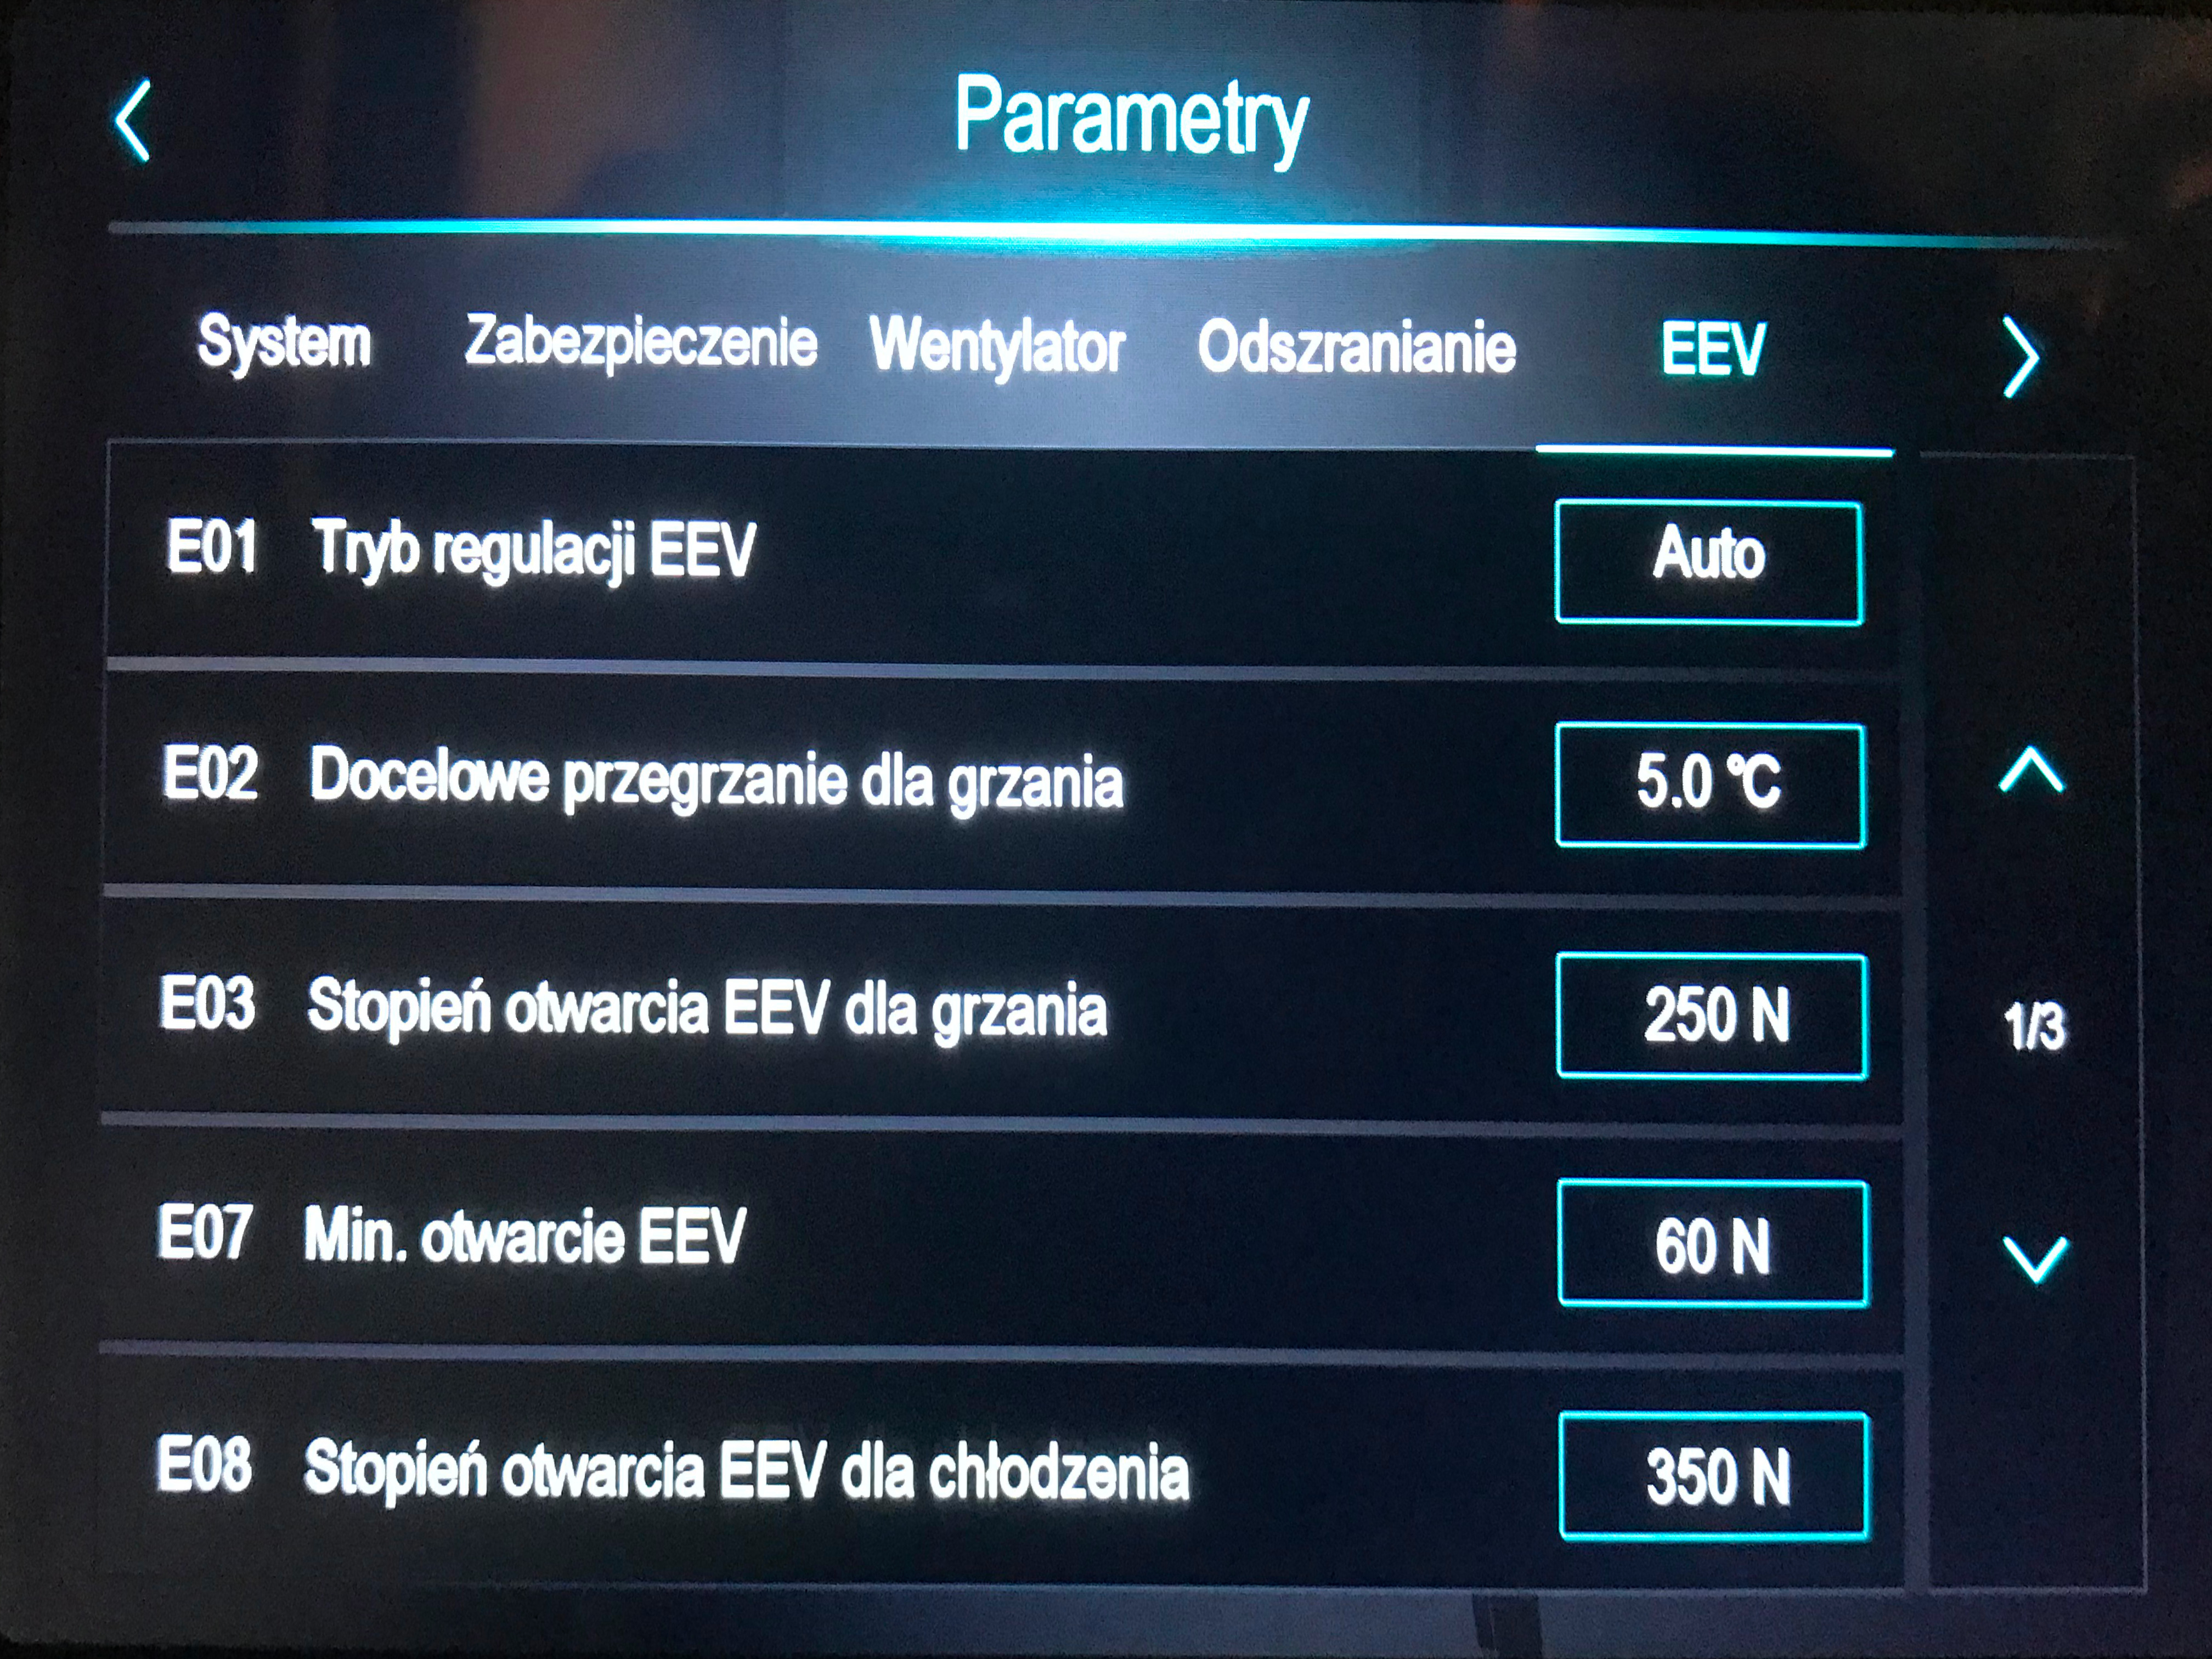 Parametry
System Zabezpieczenie Wentylator Odszranianie EEV
E01 Tryb regulacji EEV Auto
E02 Docelowe przegrzanie dla grzania 5.0 °C
E03 Stopień otwarcia EEV dla grzania 250 N
1/3
E07 Min. otwarcie EEV 60 N
E08 Stopień otwarcia EEV dla chłodzenia 350 N